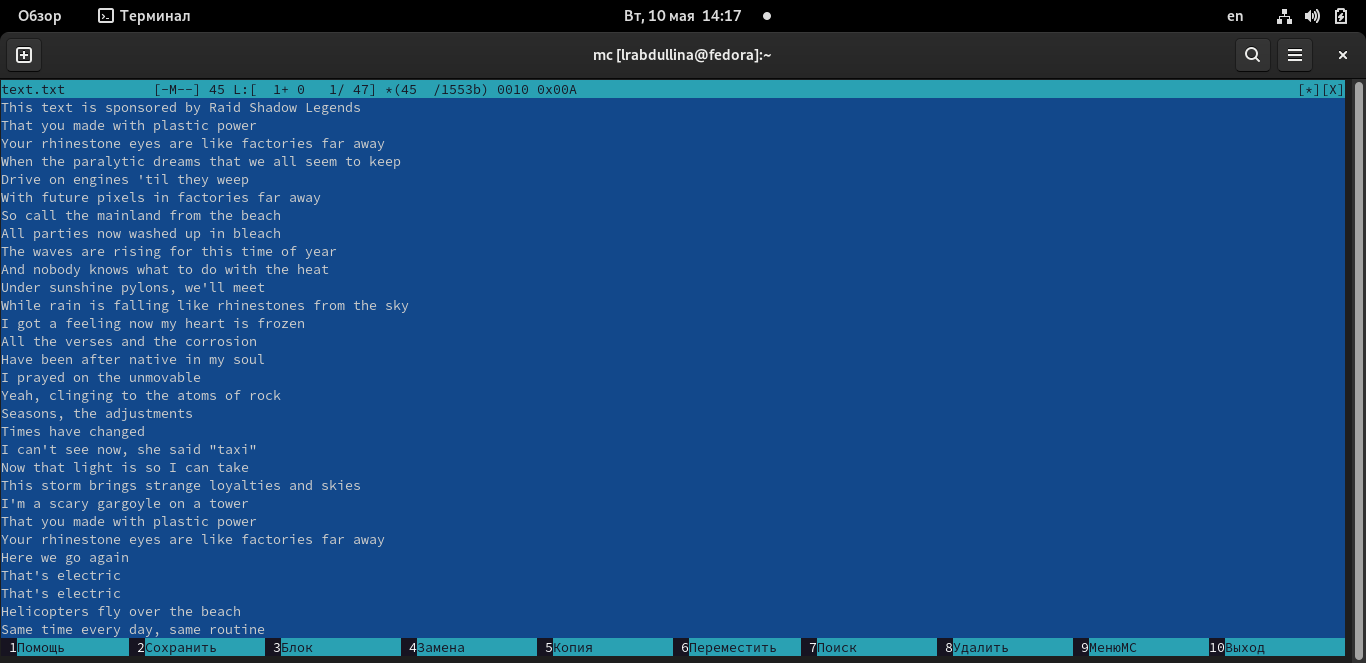 Обзор Терминал Вт, 10 мая 14:17 en
mc [lrabdullina@fedora]:~
text.txt [-M--] 45 L:[ 1+ 0 1/ 47] *(45 /1553b) 0010 0x00A [*][X]
This text is sponsored by Raid Shadow Legends
That you made with plastic power
Your rhinestone eyes are like factories far away
When the paralytic dreams that we all seem to keep
Drive on engines 'til they weep
With future pixels in factories far away
So call the mainland from the beach
All parties now washed up in bleach
The waves are rising for this time of year
And nobody knows what to do with the heat
Under sunshine pylons, we'll meet
While rain is falling like rhinestones from the sky
I got a feeling now my heart is frozen
All the verses and the corrosion
Have been after native in my soul
I prayed on the unmovable
Yeah, clinging to the atoms of rock
Seasons, the adjustments
Times have changed
I can't see now, she said "taxi"
Now that light is so I can take
This storm brings strange loyalties and skies
I'm a scary gargoyle on a tower
That you made with plastic power
Your rhinestone eyes are like factories far away
Here we go again
That's electric
That's electric
Helicopters fly over the beach
Same time every day, same routine
1Помощь 2Сохранить 3Блок 4Замена 5Копия 6Переместить 7Поиск 8Удалить 9МенюМС 10Выход